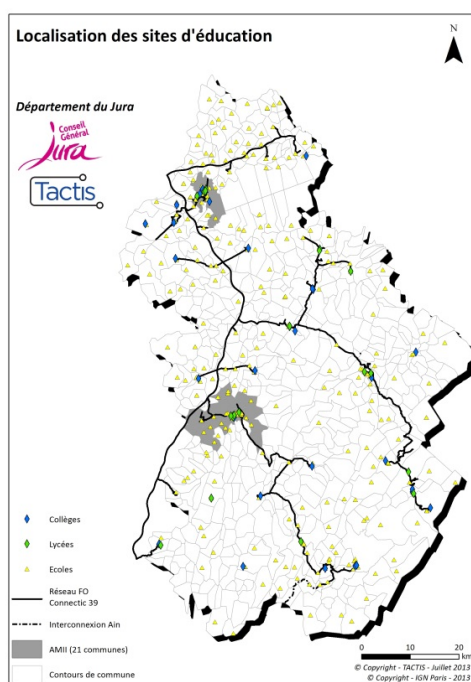 Localisation des sites d'éducation
N
Département du Jura
Conseil
Général
jura
Tactis
Collèges
Lycées
Ecoles
Réseau FO
Connectic 39
Interconnexion Ain
AMII (21 communes)
Contours de commune
0 10 20
km
© Copyright - TACTIS - Juillet 2013
© Copyright - IGN Paris - 2013